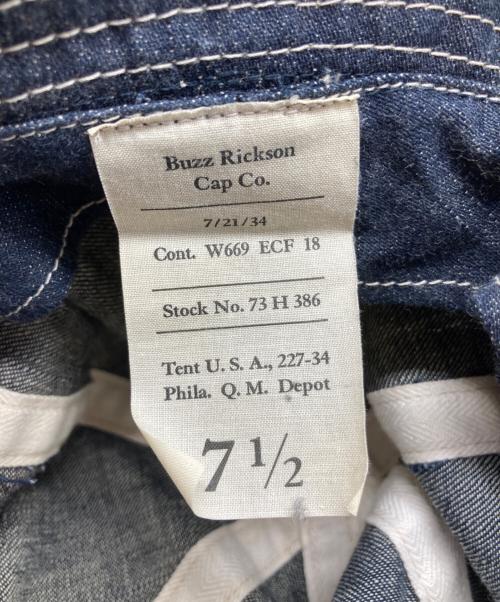 Buzz Rickson
Cap Co.
7/21/34
Cont. W669 ECF 18
Stock No. 73 H 386
Tent U. S. A., 227-34
Phila. Q. M. Depot
7 1/2